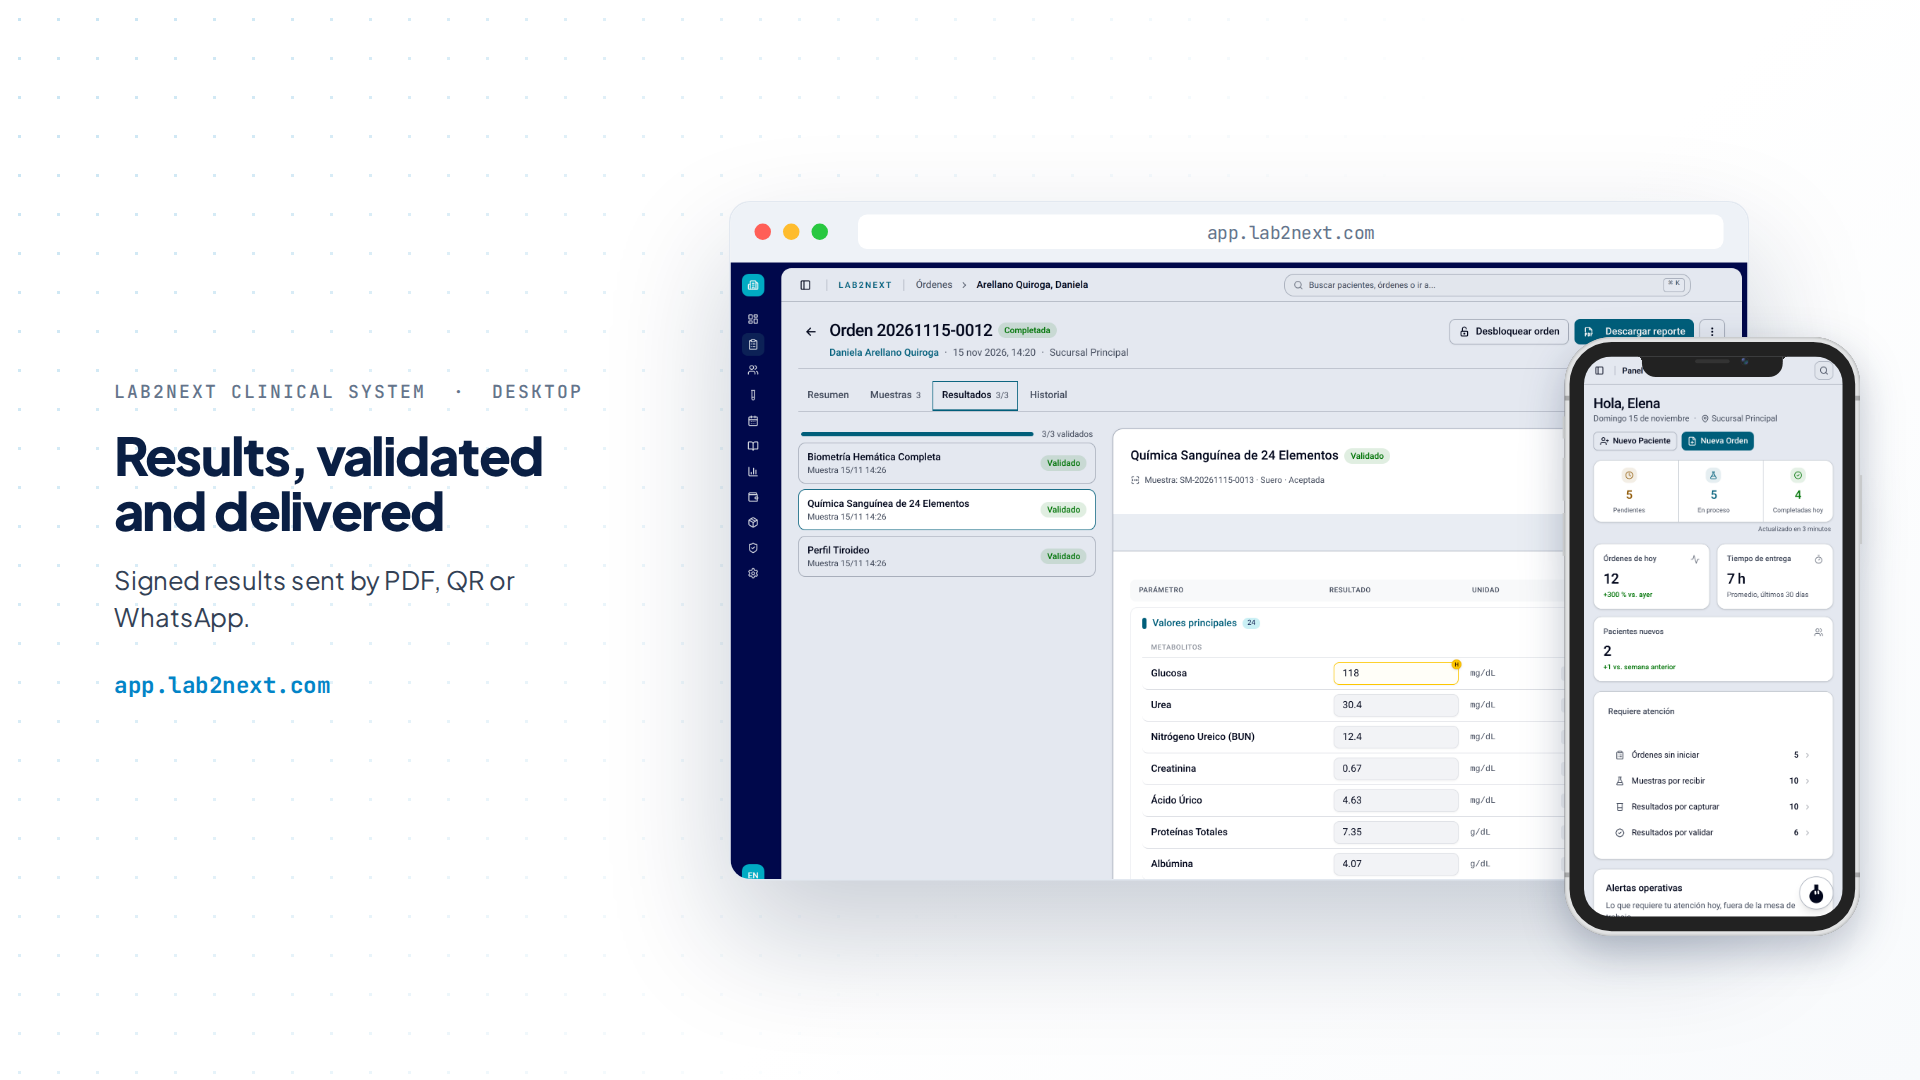 LAB2NEXT CLINICAL SYSTEM · DESKTOP
Results, validated
and delivered
Signed results sent by PDF, QR or
WhatsApp.
app.lab2next.com
app.lab2next.com
LAB2NEXT
Órdenes
Arellano Quiroga, Daniela
Buscar pacientes, órdenes o ir a...
⌘ K
Orden 20261115-0012
Completada
Daniela Arellano Quiroga · 15 nov 2026, 14:20 · Sucursal Principal
Desbloquear orden
Descargar reporte
Resumen
Muestras 3
Resultados 3/3
Historial
3/3 validados
Biometría Hemática Completa
Muestra 15/11 14:26
Validado
Química Sanguínea de 24 Elementos
Muestra 15/11 14:26
Validado
Perfil Tiroideo
Muestra 15/11 14:26
Validado
EN
Química Sanguínea de 24 Elementos
Validado
Muestra: SM-20261115-0013 · Suero · Aceptada
PARÁMETRO RESULTADO UNIDAD
Valores principales 24
METABOLITOS
Glucosa 118 H mg/dL
Urea 30.4 mg/dL
Nitrógeno Ureico (BUN) 12.4 mg/dL
Creatinina 0.67 mg/dL
Ácido Úrico 4.63 mg/dL
Proteínas Totales 7.35 g/dL
Albúmina 4.07 g/dL
Panel
Hola, Elena
Domingo 15 de noviembre · Sucursal Principal
Nuevo Paciente
Nueva Orden
5 5 4
Pendientes En proceso Completadas hoy
Actualizado en 3 minutos
Órdenes de hoy
12
+300 % vs. ayer
Tiempo de entrega
7 h
Promedio, últimos 30 días
Pacientes nuevos
2
+1 vs. semana anterior
Requiere atención
Órdenes sin iniciar 5
Muestras por recibir 10
Resultados por capturar 10
Resultados por validar 6
Alertas operativas
Lo que requiere tu atención hoy, fuera de la mesa de